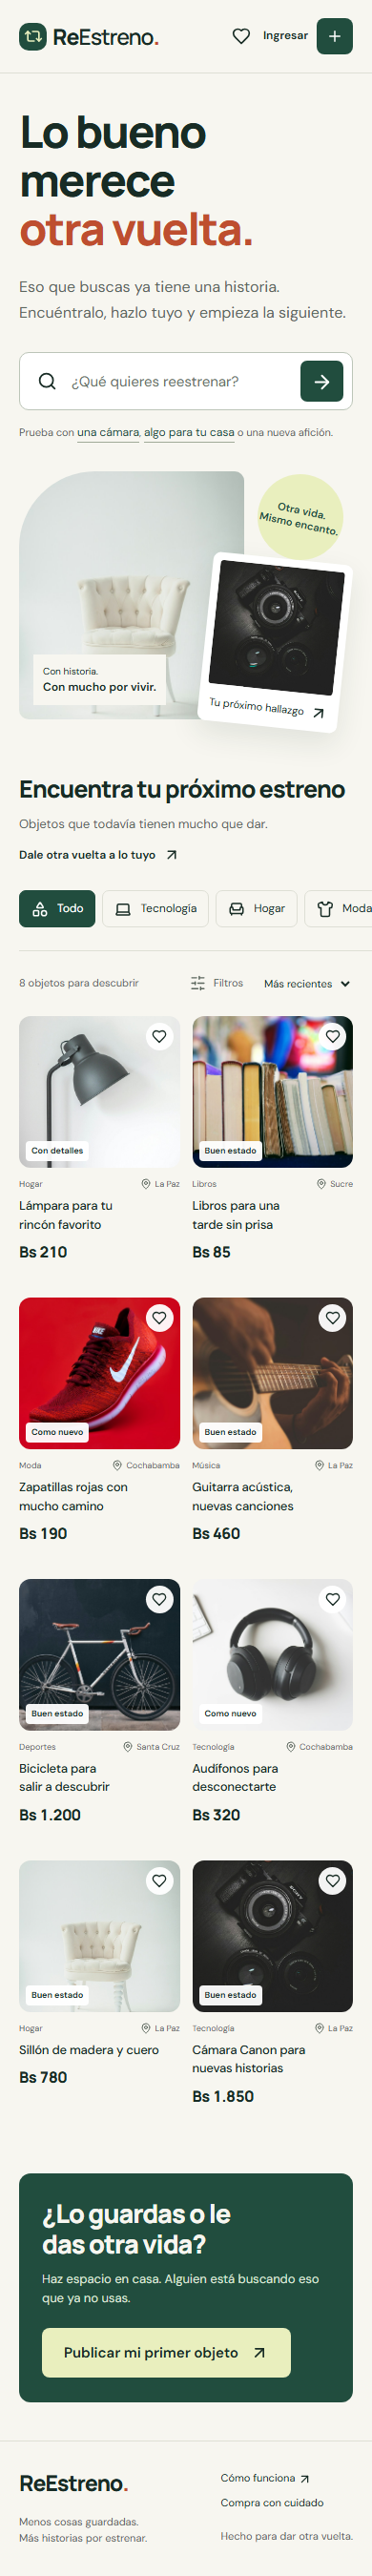 ReEstreno.
Ingresar
Lo bueno
merece
otra vuelta.
Eso que buscas ya tiene una historia.
Encuéntralo, hazlo tuyo y empieza la siguiente.
¿Qué quieres reestrenar?
Prueba con una cámara, algo para tu casa o una nueva afición.
Otra vida.
Mismo encanto.
Con historia.
Con mucho por vivir.
SONY
Tu próximo hallazgo
Encuentra tu próximo estreno
Objetos que todavía tienen mucho que dar.
Dale otra vuelta a lo tuyo
Todo
Tecnología
Hogar
Moda
8 objetos para descubrir
Filtros
Más recientes
Con detalles
Buen estado
Hogar
La Paz
Libros
Sucre
Lámpara para tu
rincón favorito
Bs 210
Libros para una
tarde sin prisa
Bs 85
NIKE
Como nuevo
Buen estado
Moda
Cochabamba
Música
La Paz
Zapatillas rojas con
mucho camino
Bs 190
Guitarra acústica,
nuevas canciones
Bs 460
Buen estado
Como nuevo
Deportes
Santa Cruz
Tecnología
Cochabamba
Bicicleta para
salir a descubrir
Bs 1.200
Audífonos para
desconectarte
Bs 320
SONY
Buen estado
Buen estado
Hogar
La Paz
Tecnología
La Paz
Sillón de madera y cuero
Bs 780
Cámara Canon para
nuevas historias
Bs 1.850
¿Lo guardas o le
das otra vida?
Haz espacio en casa. Alguien está buscando eso
que ya no usas.
Publicar mi primer objeto
ReEstreno.
Menos cosas guardadas.
Más historias por estrenar.
Cómo funciona
Compra con cuidado
Hecho para dar otra vuelta.